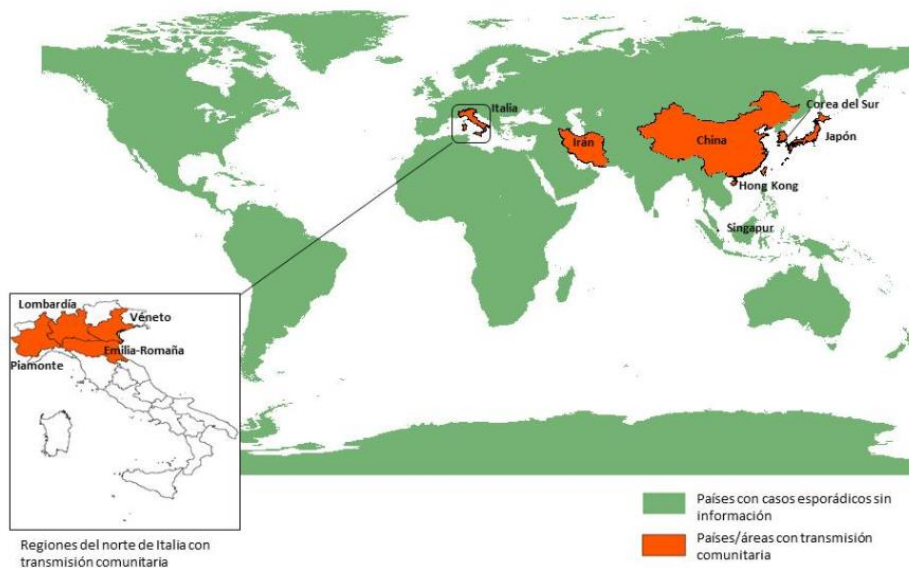 Corea del Sur
Italia
Irán
China
Japón
Hong Kong
Singapur
Lombardía
Véneto
Emilia-Romaña
Piamonte
Regiones del norte de Italia con
transmisión comunitaria
Países con casos esporádicos sin
información
Países/áreas con transmisión
comunitaria